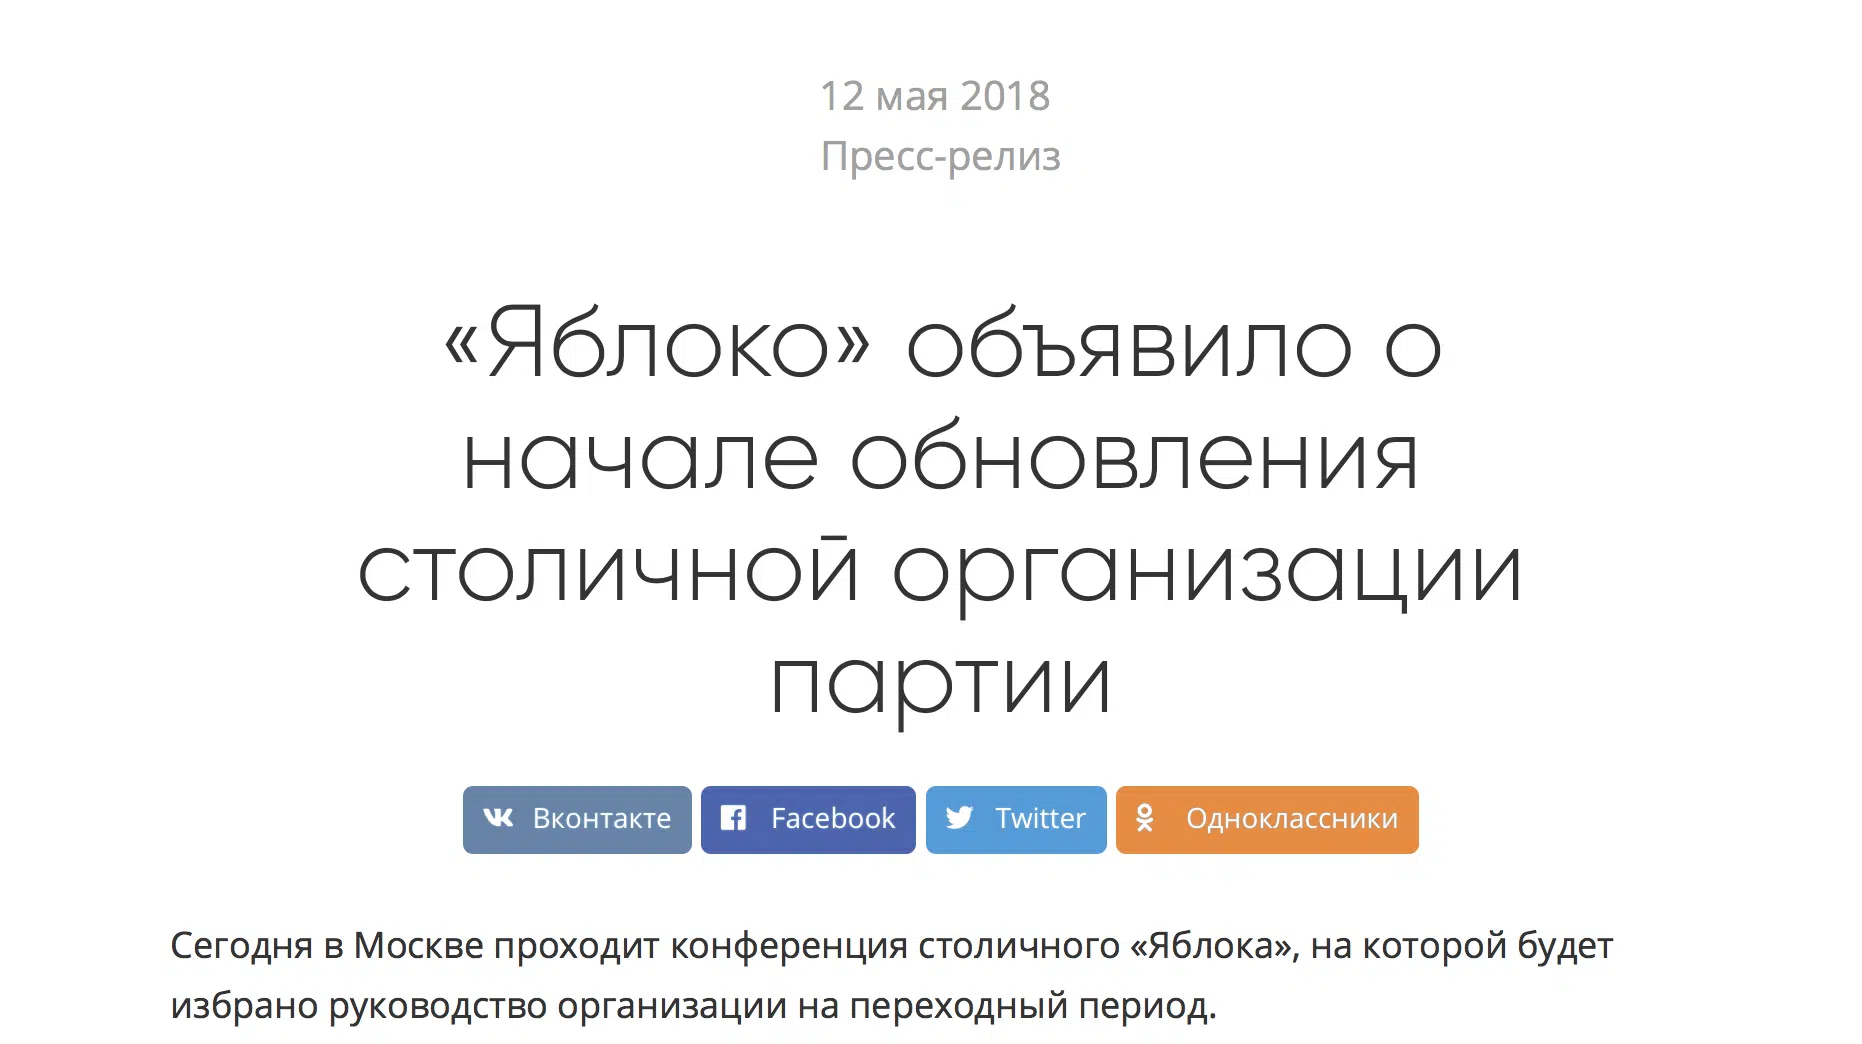 12 мая 2018
Пресс-релиз
«Яблоко» объявило о
начале обновления
столичной организации
партии
Вконтакте Facebook Twitter Одноклассники
Сегодня в Москве проходит конференция столичного «Яблока», на которой будет
избрано руководство организации на переходный период.